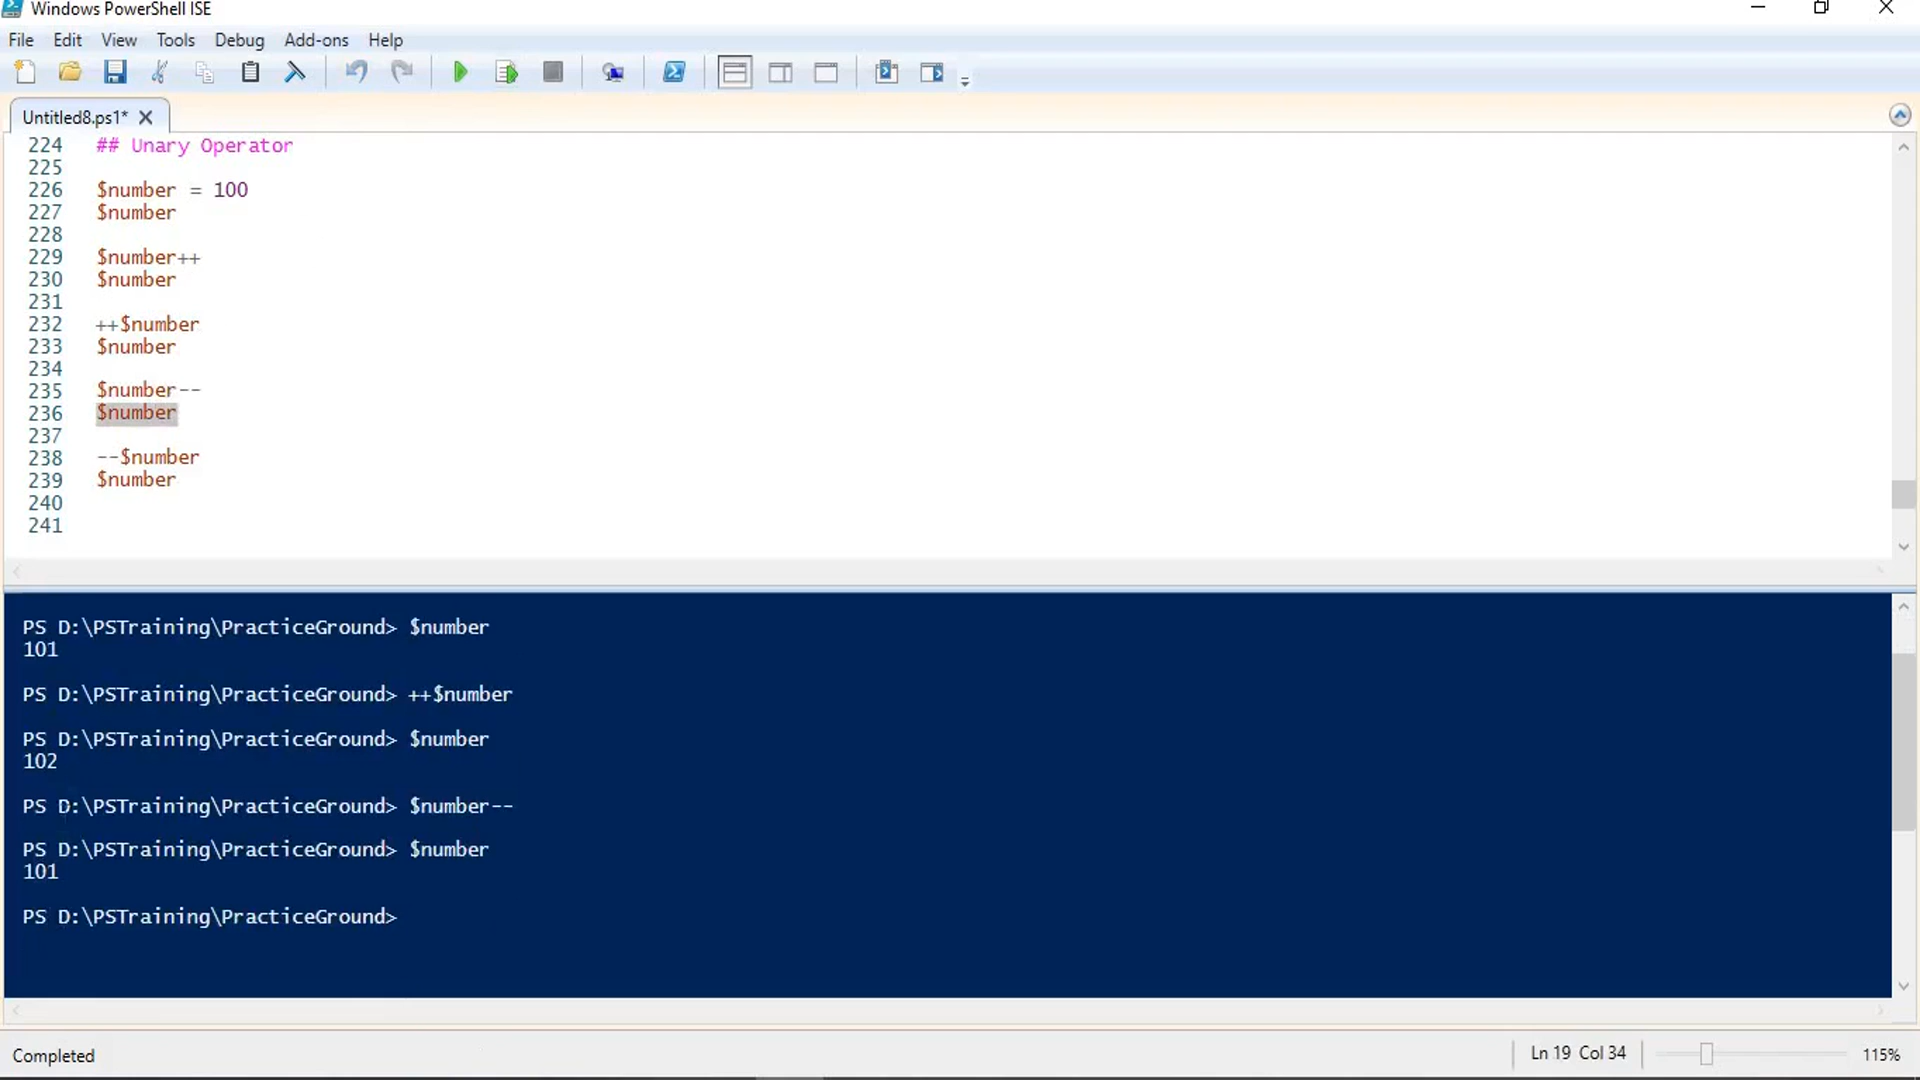 Windows PowerShell ISE
File Edit View Tools Debug Add-ons Help
Untitled8.ps1*
224 ## Unary Operator
225
226 $number = 100
227 $number
228
229 $number++
230 $number
231
232 ++$number
233 $number
234
235 $number--
236 $number
237
238 --$number
239 $number
240
241
PS D:\PSTraining\PracticeGround> $number
101
PS D:\PSTraining\PracticeGround> ++$number
PS D:\PSTraining\PracticeGround> $number
102
PS D:\PSTraining\PracticeGround> $number--
PS D:\PSTraining\PracticeGround> $number
101
PS D:\PSTraining\PracticeGround>
Completed Ln 19 Col 34 115%